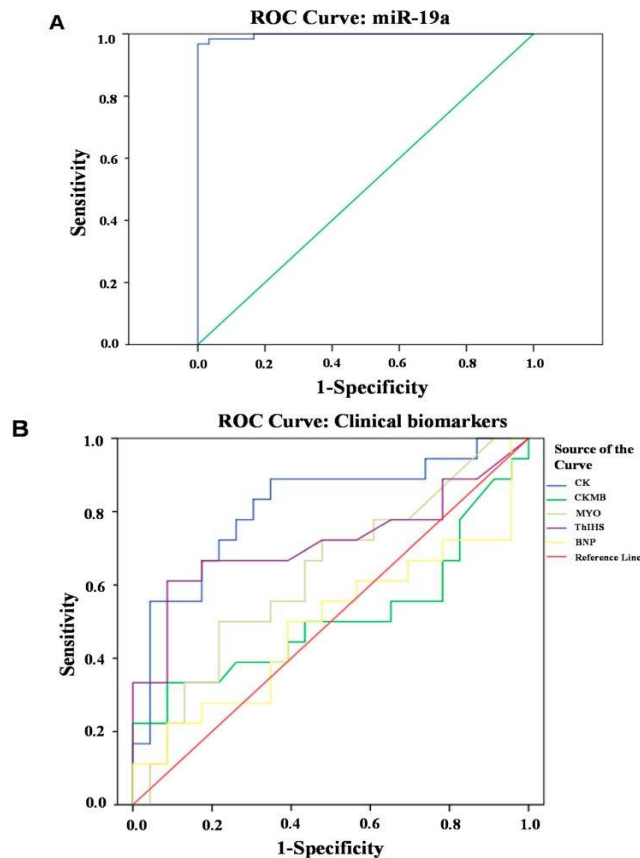 A
ROC Curve: miR-19a
1.0
0.8
0.6
0.4
0.2
0.0
Sensitivity
0.0 0.2 0.4 0.6 0.8 1.0
1-Specificity
B
ROC Curve: Clinical biomarkers
1.0
0.8
0.6
0.4
0.2
0.0
Sensitivity
0.0 0.2 0.4 0.6 0.8 1.0
1-Specificity
Source of the
Curve
CK
CKMB
MYO
ThIHS
BNP
Reference Line